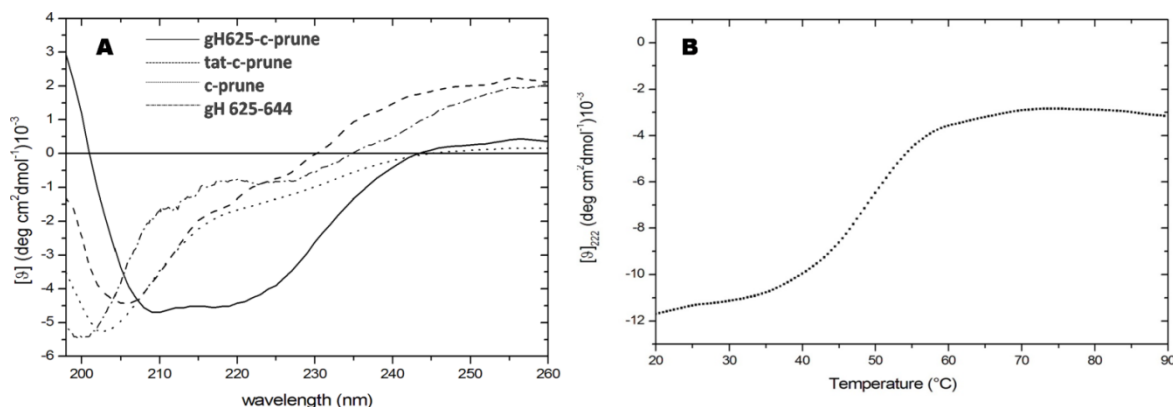 A
gH625-c-prune
tat-c-prune
c-prune
gH 625-644
4
3
2
1
0
-1
-2
-3
-4
-5
-6
[ϑ] (deg cm²dmol⁻¹)10⁻³
200 210 220 230 240 250 260
wavelength (nm)
B
0
-2
-4
-6
-8
-10
-12
[ϑ]₂₂₂ (deg cm²dmol⁻¹)10⁻³
20 30 40 50 60 70 80 90
Temperature (°C)